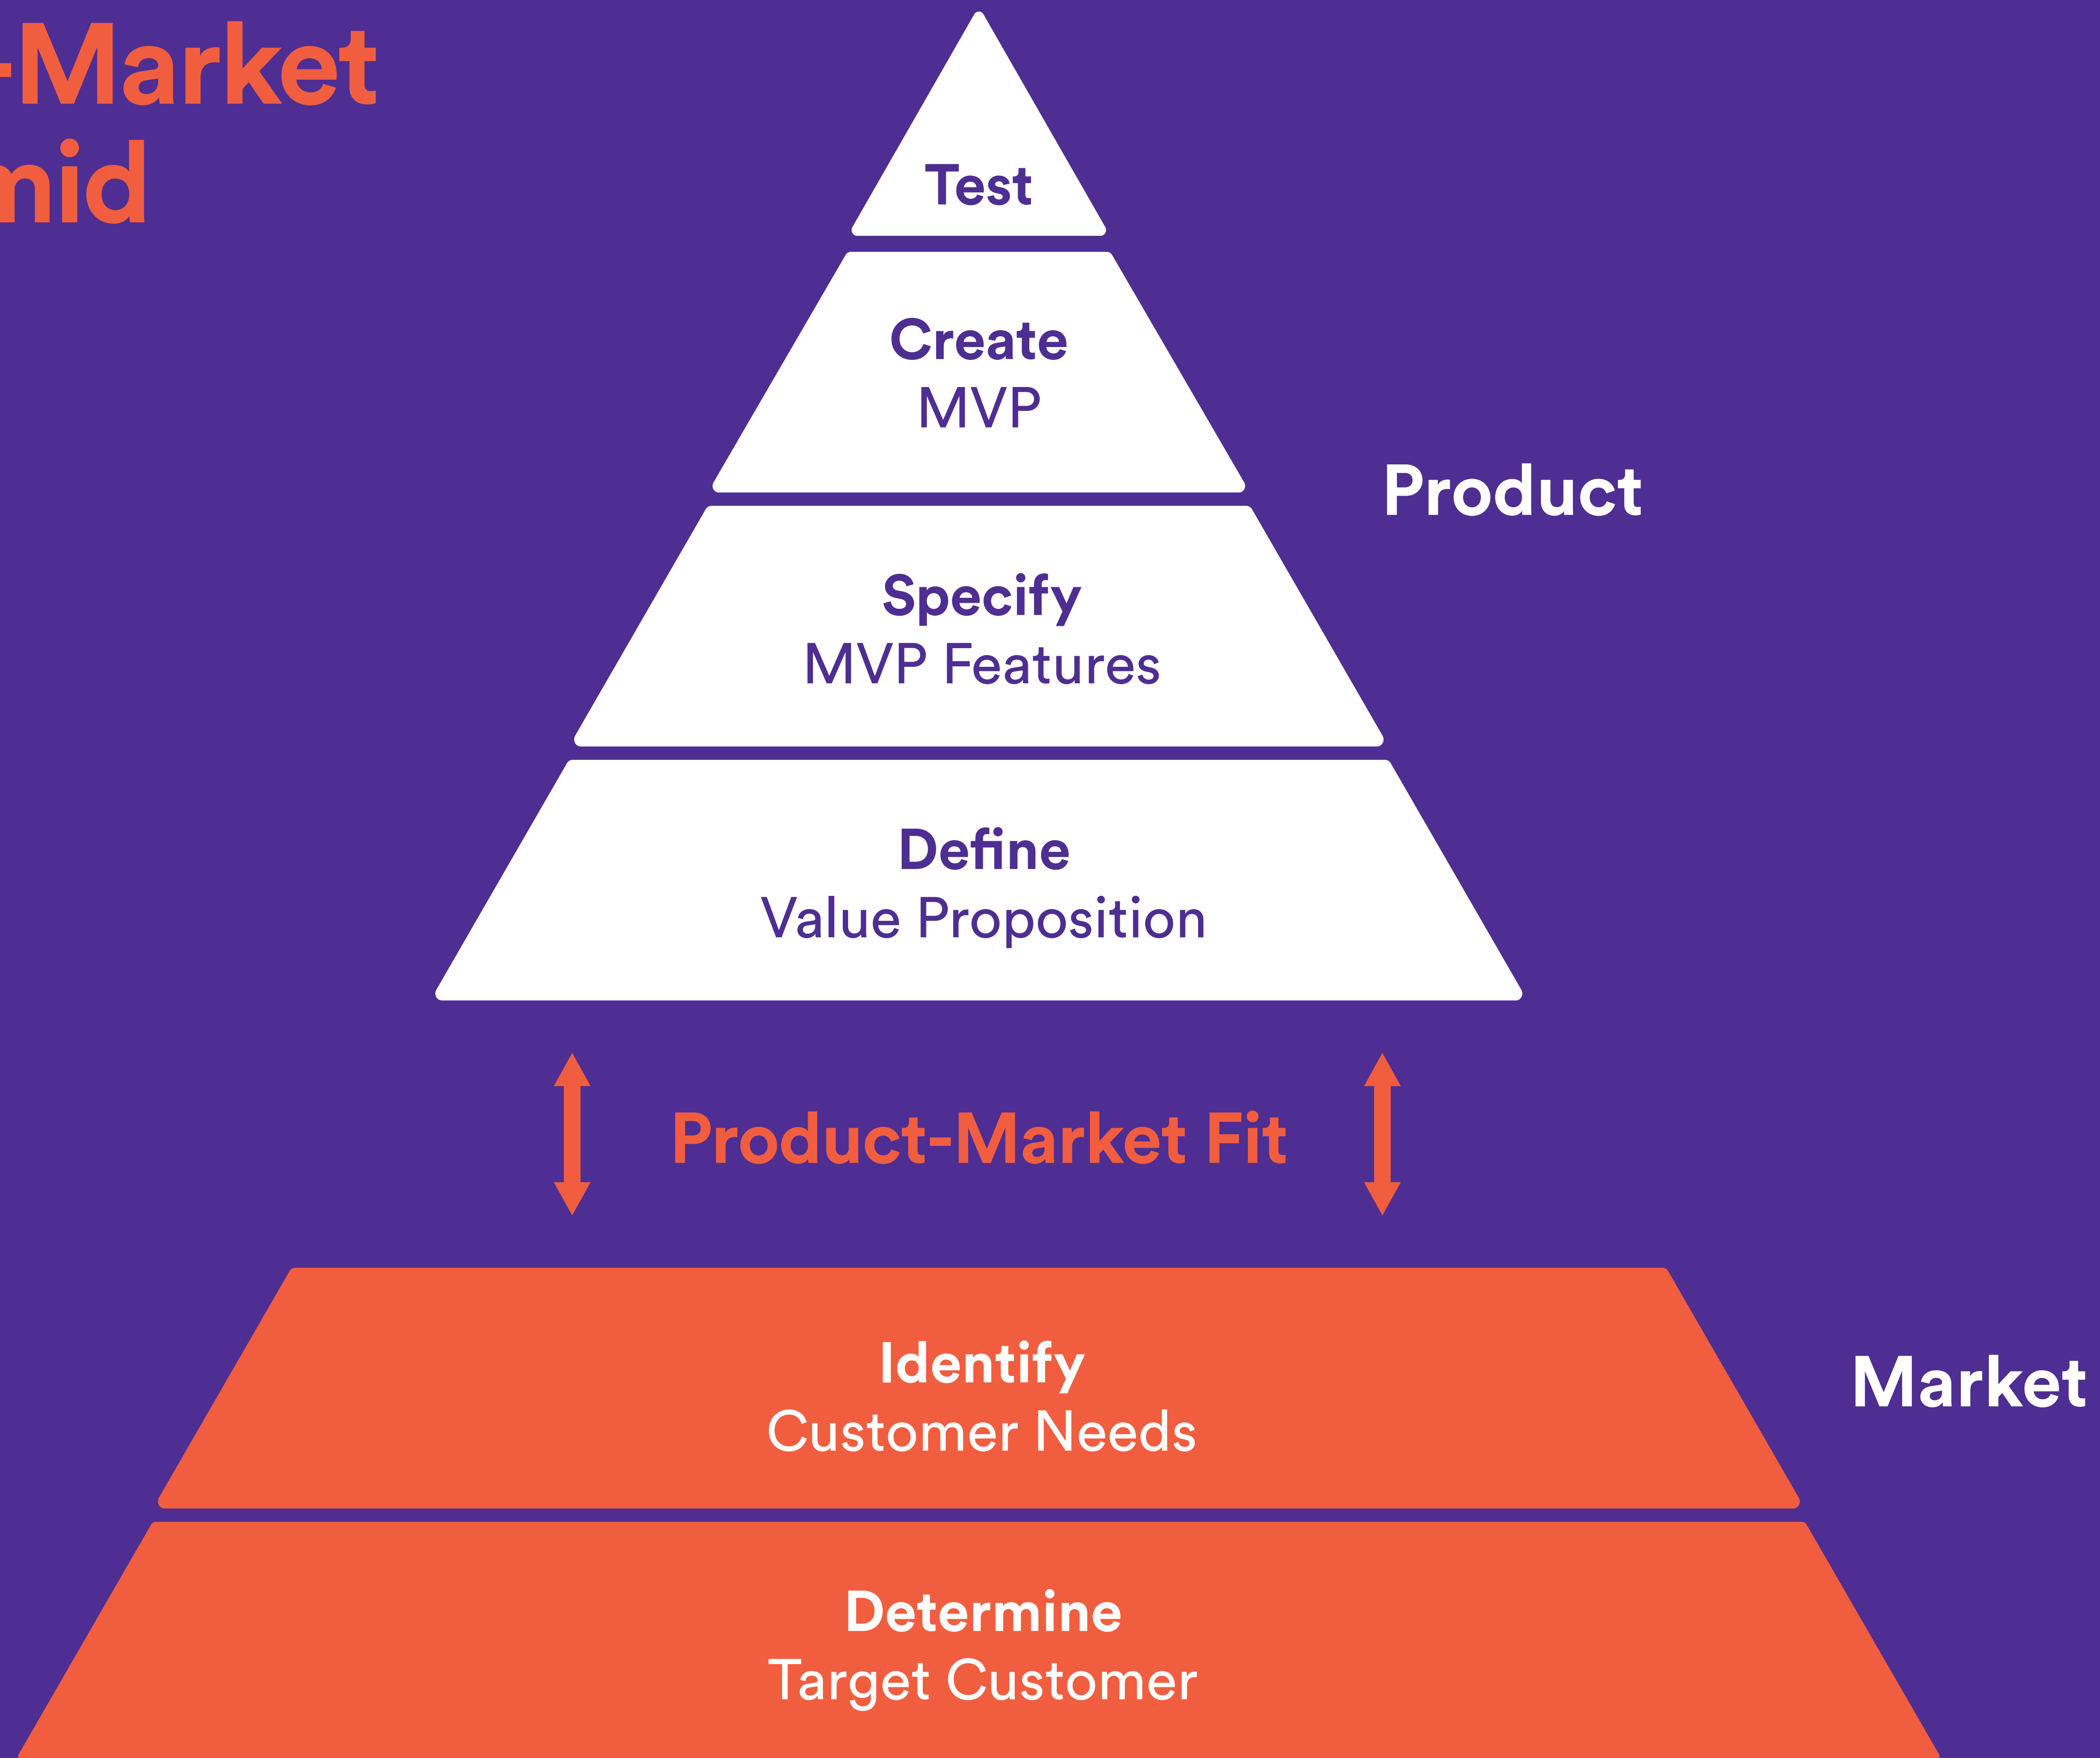 -Market
mid
Test
Create
MVP
Product
Specify
MVP Features
Define
Value Proposition
Product-Market Fit
Identify
Customer Needs
Market
Determine
Target Customer